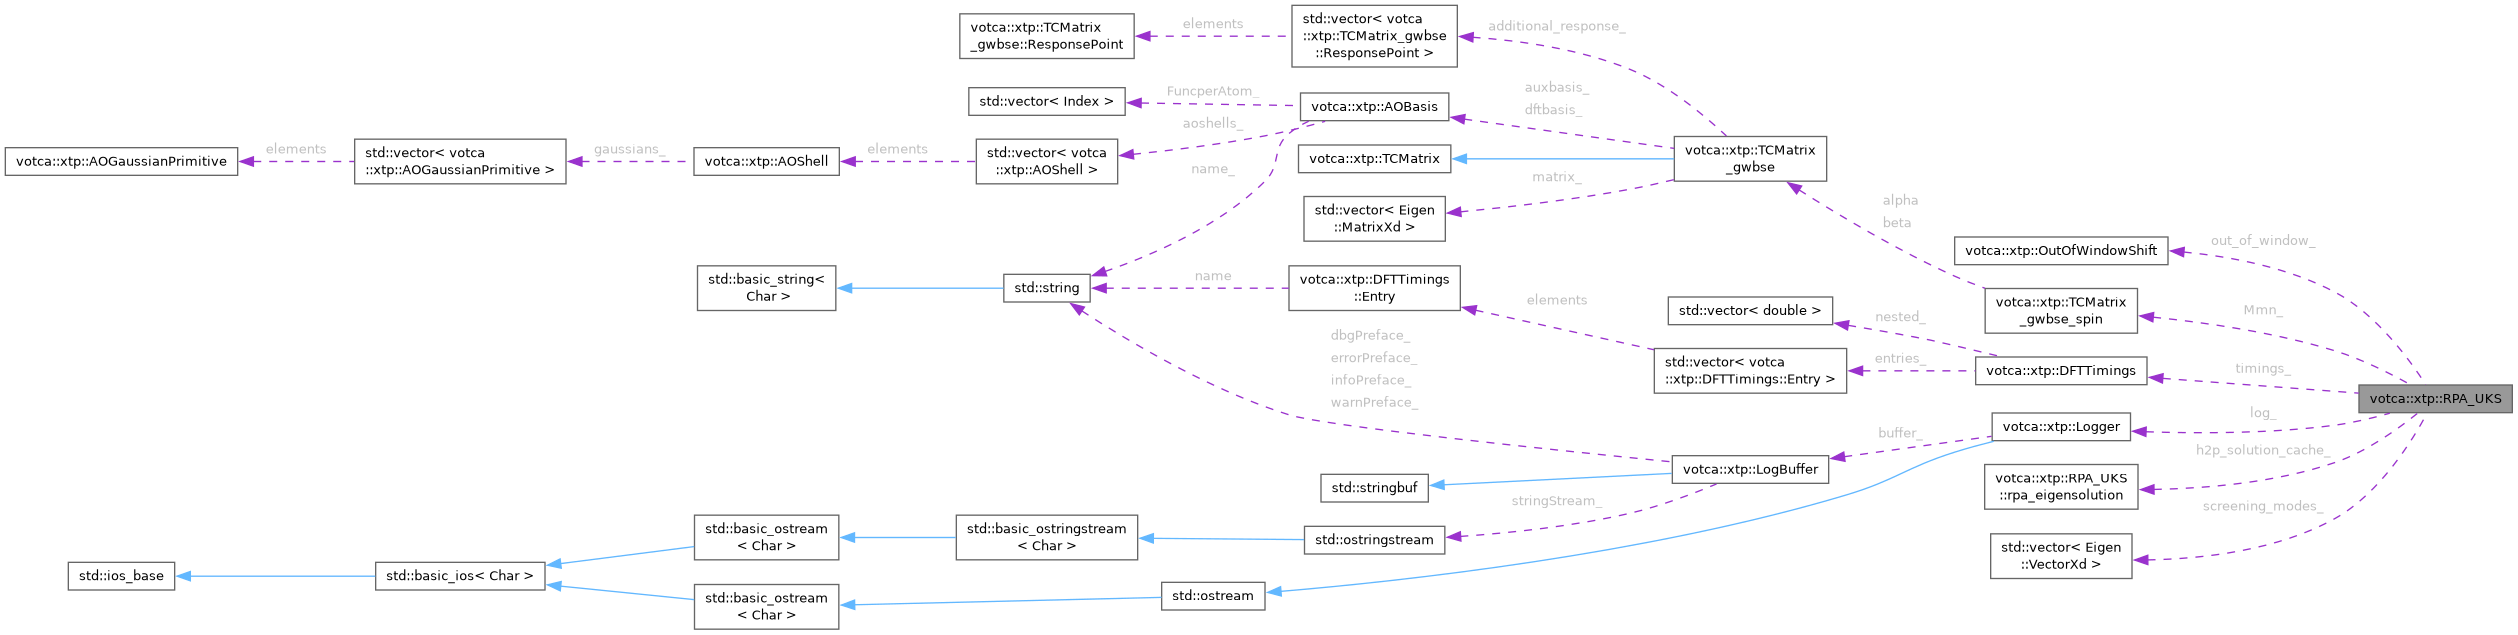 votca::xtp::TCMatrix
_gwbse::ResponsePoint
elements
std::vector< votca
::xtp::TCMatrix_gwbse
::ResponsePoint >
additional_response_
std::vector< Index >
FuncperAtom_
votca::xtp::AOBasis
auxbasis_
dftbasis_
aoshells_
votca::xtp::AOGaussianPrimitive
elements
std::vector< votca
::xtp::AOGaussianPrimitive >
gaussians_
votca::xtp::AOShell
elements
std::vector< votca
::xtp::AOShell >
votca::xtp::TCMatrix
votca::xtp::TCMatrix
_gwbse
name_
matrix_
std::vector< Eigen
::MatrixXd >
alpha
beta
votca::xtp::OutOfWindowShift
out_of_window_
std::basic_string<
Char >
std::string
name
votca::xtp::DFTTimings
::Entry
elements
votca::xtp::TCMatrix
_gwbse_spin
Mmn_
std::vector< double >
nested_
dbgPreface_
errorPreface_
infoPreface_
warnPreface_
std::vector< votca
::xtp::DFTTimings::Entry >
entries_
votca::xtp::DFTTimings
timings_
votca::xtp::RPA_UKS
log_
votca::xtp::Logger
buffer_
votca::xtp::LogBuffer
h2p_solution_cache_
votca::xtp::RPA_UKS
::rpa_eigensolution
std::stringbuf
stringStream_
screening_modes_
std::vector< Eigen
::VectorXd >
std::basic_ostream
< Char >
std::basic_ostringstream
< Char >
std::ostringstream
std::ios_base
std::basic_ios< Char >
std::basic_ostream
< Char >
std::ostream